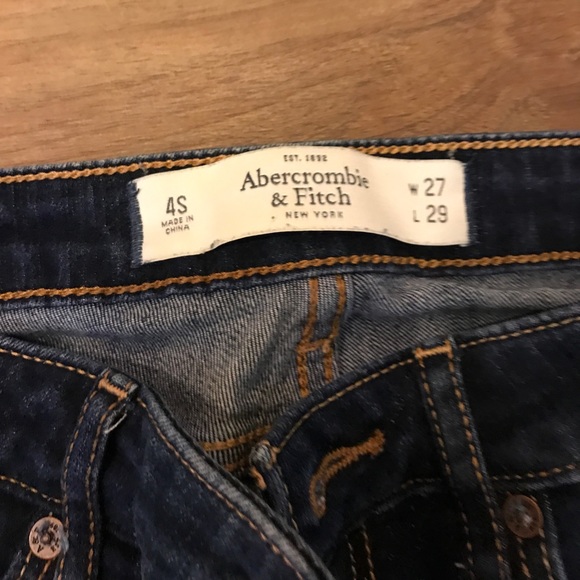 EST. 1892
Abercrombie
& Fitch
NEW YORK
4S
MADE IN
CHINA
W 27
L 29